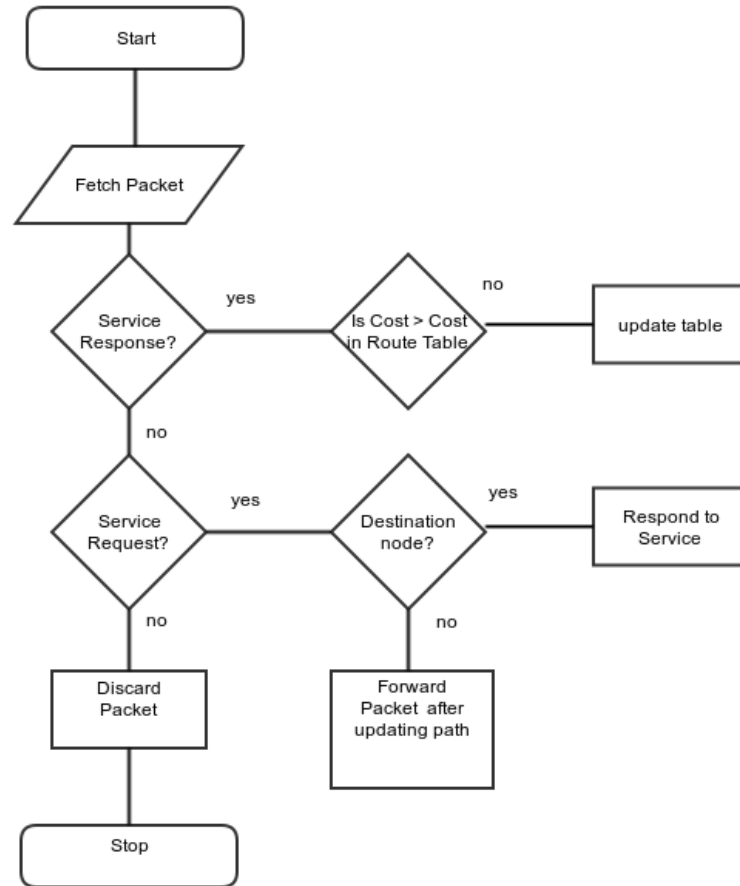 Start
Fetch Packet
Service
Response?
yes
Is Cost > Cost
in Route Table
no
update table
no
Service
Request?
yes
Destination
node?
yes
Respond to
Service
no
Discard
Packet
no
Forward
Packet after
updating path
Stop